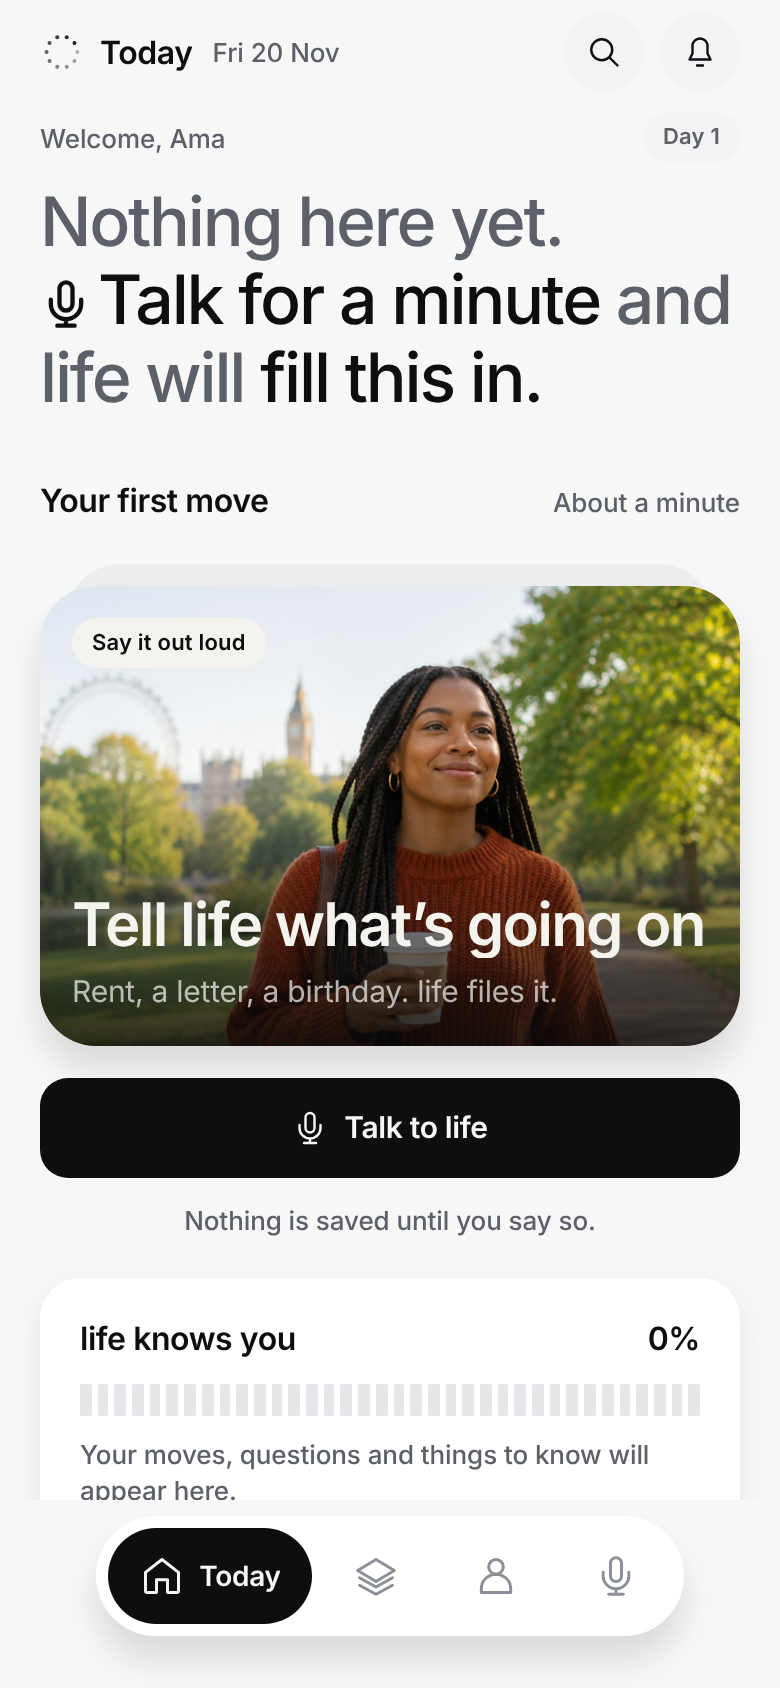 Today Fri 20 Nov
Welcome, Ama
Day 1
Nothing here yet.
Talk for a minute and
life will fill this in.
Your first move
About a minute
Say it out loud
Tell life what’s going on
Rent, a letter, a birthday. life files it.
Talk to life
Nothing is saved until you say so.
life knows you
0%
Your moves, questions and things to know will
appear here.
Today